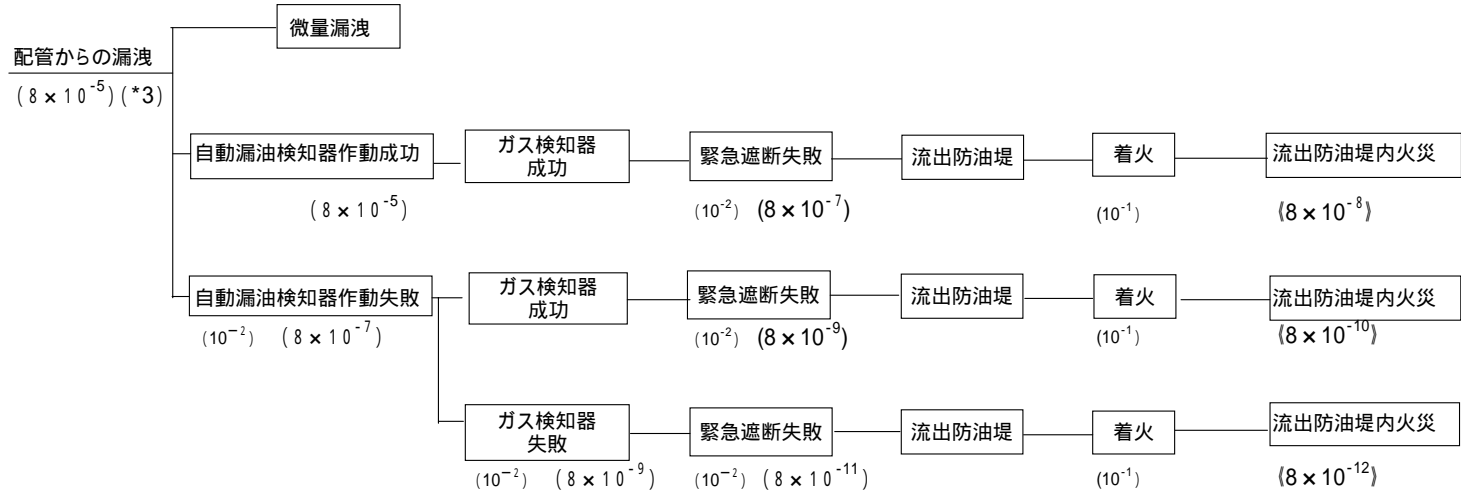 微量漏洩
配管からの漏洩
(8×10⁻⁵)(*3)
自動漏油検知器作動成功
ガス検知器
成功
緊急遮断失敗
流出防油堤
着火
流出防油堤内火災
(8×10⁻⁵)
(10⁻²) (8×10⁻⁷)
(10⁻¹)
⟪8×10⁻⁸⟫
自動漏油検知器作動失敗
ガス検知器
成功
緊急遮断失敗
流出防油堤
着火
流出防油堤内火災
(10⁻²) (8×10⁻⁷)
(10⁻²) (8×10⁻⁹)
(10⁻¹)
⟪8×10⁻¹⁰⟫
ガス検知器
失敗
緊急遮断失敗
流出防油堤
着火
流出防油堤内火災
(10⁻²) (8×10⁻⁹)
(10⁻²) (8×10⁻¹¹)
(10⁻¹)
⟪8×10⁻¹²⟫